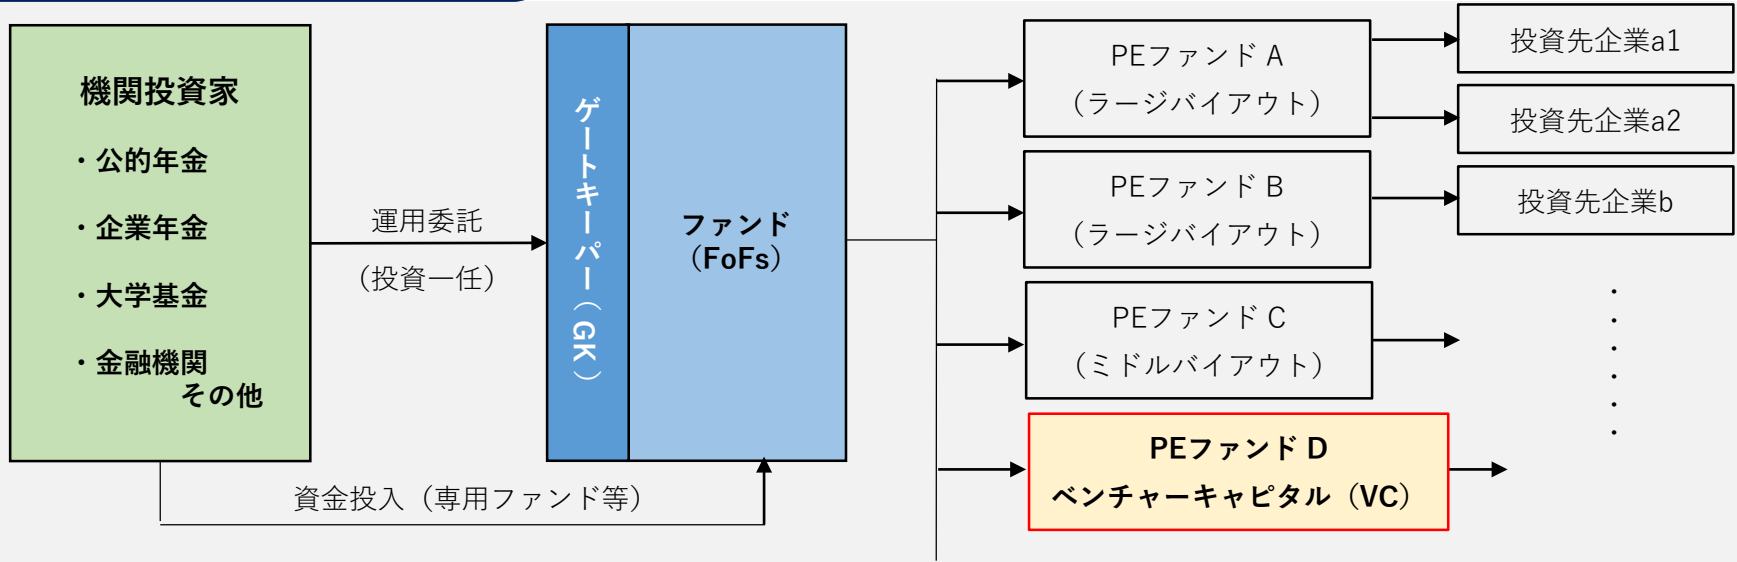 機関投資家
・公的年金
・企業年金
・大学基金
・金融機関
その他
運用委託
（投資一任）
資金投入（専用ファンド等）
ゲートキーパー（GK）
ファンド
（FoFs）
PEファンド A
（ラージバイアウト）
PEファンド B
（ラージバイアウト）
PEファンド C
（ミドルバイアウト）
PEファンド D
ベンチャーキャピタル（VC）
投資先企業a1
投資先企業a2
投資先企業b
・
・
・
・
・
・